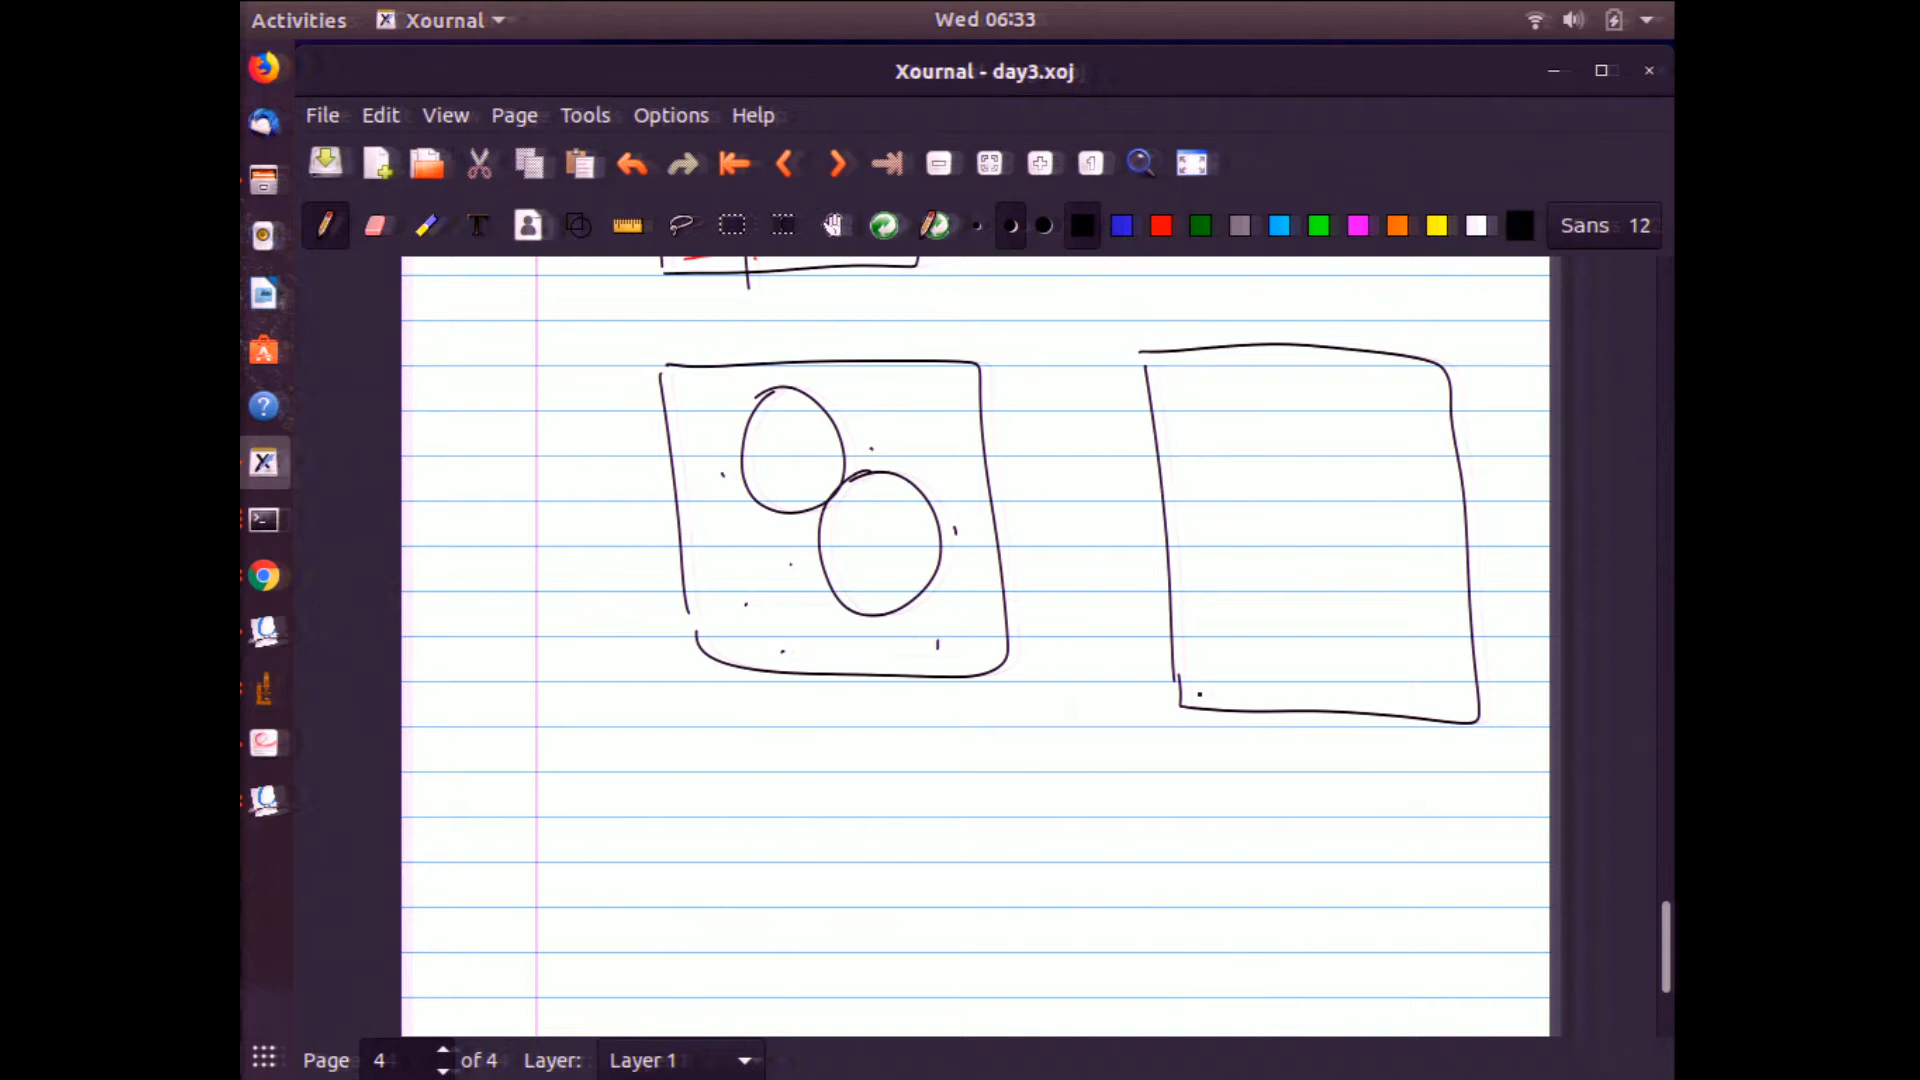 Activities Xournal Wed 06:33
Xournal - day3.xoj
File Edit View Page Tools Options Help
T Sans 12
Page 44 of 4 Layer: Layer 1